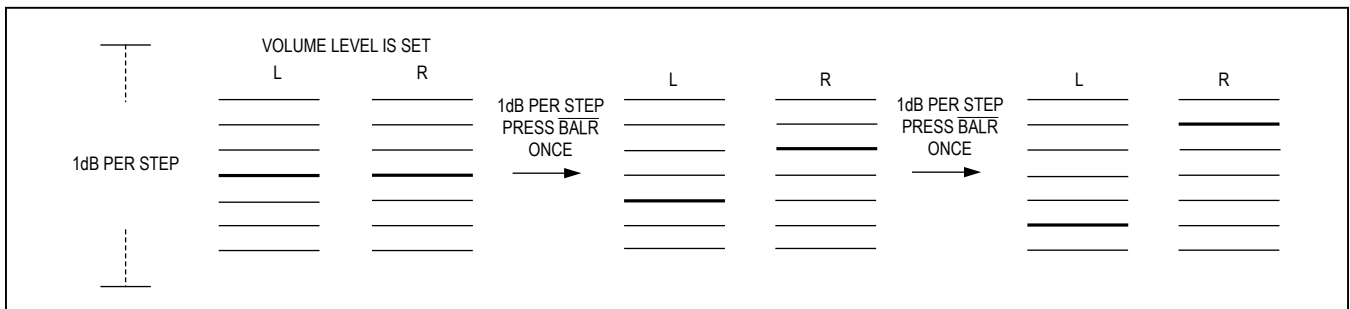 VOLUME LEVEL IS SET
L R
1dB PER STEP
1dB PER STEP
PRESS BALR
ONCE
L R
1dB PER STEP
PRESS BALR
ONCE
L R